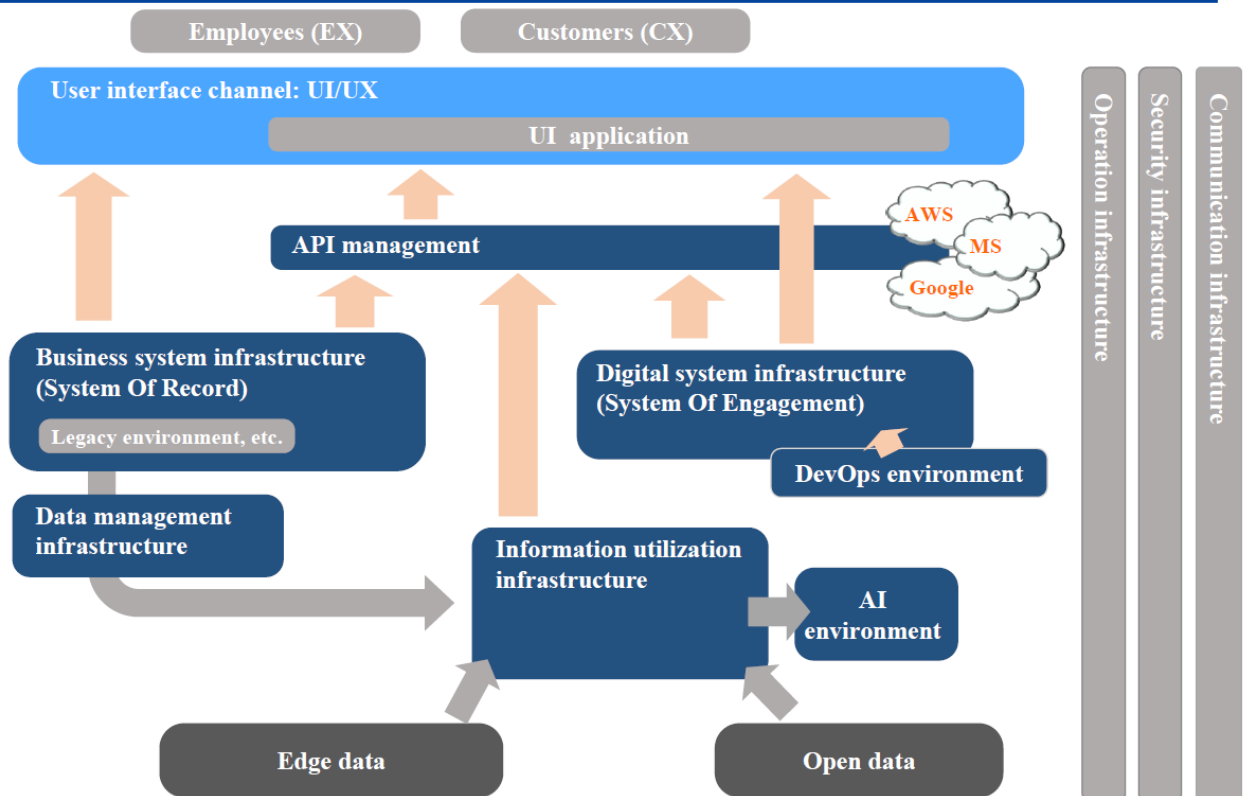 Employees (EX)
Customers (CX)
User interface channel: UI/UX
UI application
API management
AWS
MS
Google
Business system infrastructure
(System Of Record)
Legacy environment, etc.
Digital system infrastructure
(System Of Engagement)
DevOps environment
Data management
infrastructure
Information utilization
infrastructure
AI
environment
Edge data
Open data
Operation infrastructure
Security infrastructure
Communication infrastructure